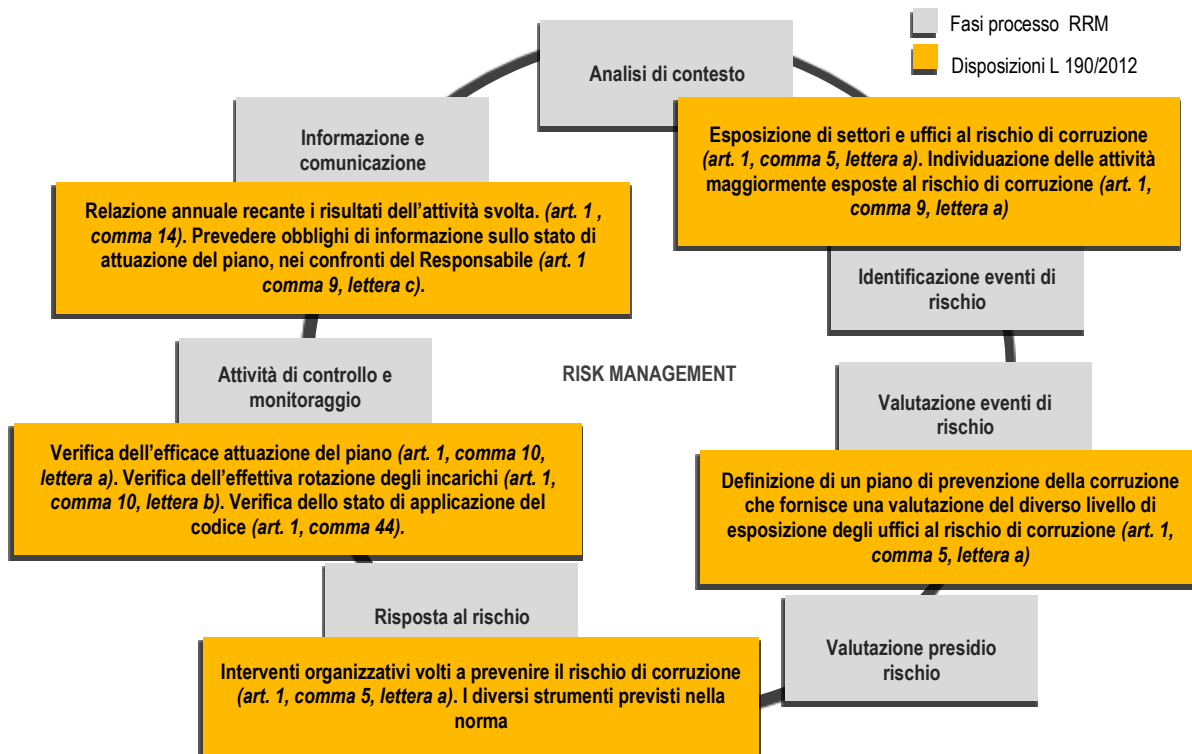 Fasi processo RRM
Disposizioni L 190/2012
Analisi di contesto
Esposizione di settori e uffici al rischio di corruzione
(art. 1, comma 5, lettera a). Individuazione delle attività
maggiormente esposte al rischio di corruzione (art. 1,
comma 9, lettera a)
Identificazione eventi di
rischio
Valutazione eventi di
rischio
Definizione di un piano di prevenzione della corruzione
che fornisce una valutazione del diverso livello di
esposizione degli uffici al rischio di corruzione (art. 1,
comma 5, lettera a)
Valutazione presidio
rischio
Risposta al rischio
Interventi organizzativi volti a prevenire il rischio di corruzione
(art. 1, comma 5, lettera a). I diversi strumenti previsti nella
norma
Attività di controllo e
monitoraggio
Verifica dell’efficace attuazione del piano (art. 1, comma 10,
lettera a). Verifica dell’effettiva rotazione degli incarichi (art. 1,
comma 10, lettera b). Verifica dello stato di applicazione del
codice (art. 1, comma 44).
Informazione e
comunicazione
Relazione annuale recante i risultati dell’attività svolta. (art. 1 ,
comma 14). Prevedere obblighi di informazione sullo stato di
attuazione del piano, nei confronti del Responsabile (art. 1
comma 9, lettera c).
RISK MANAGEMENT